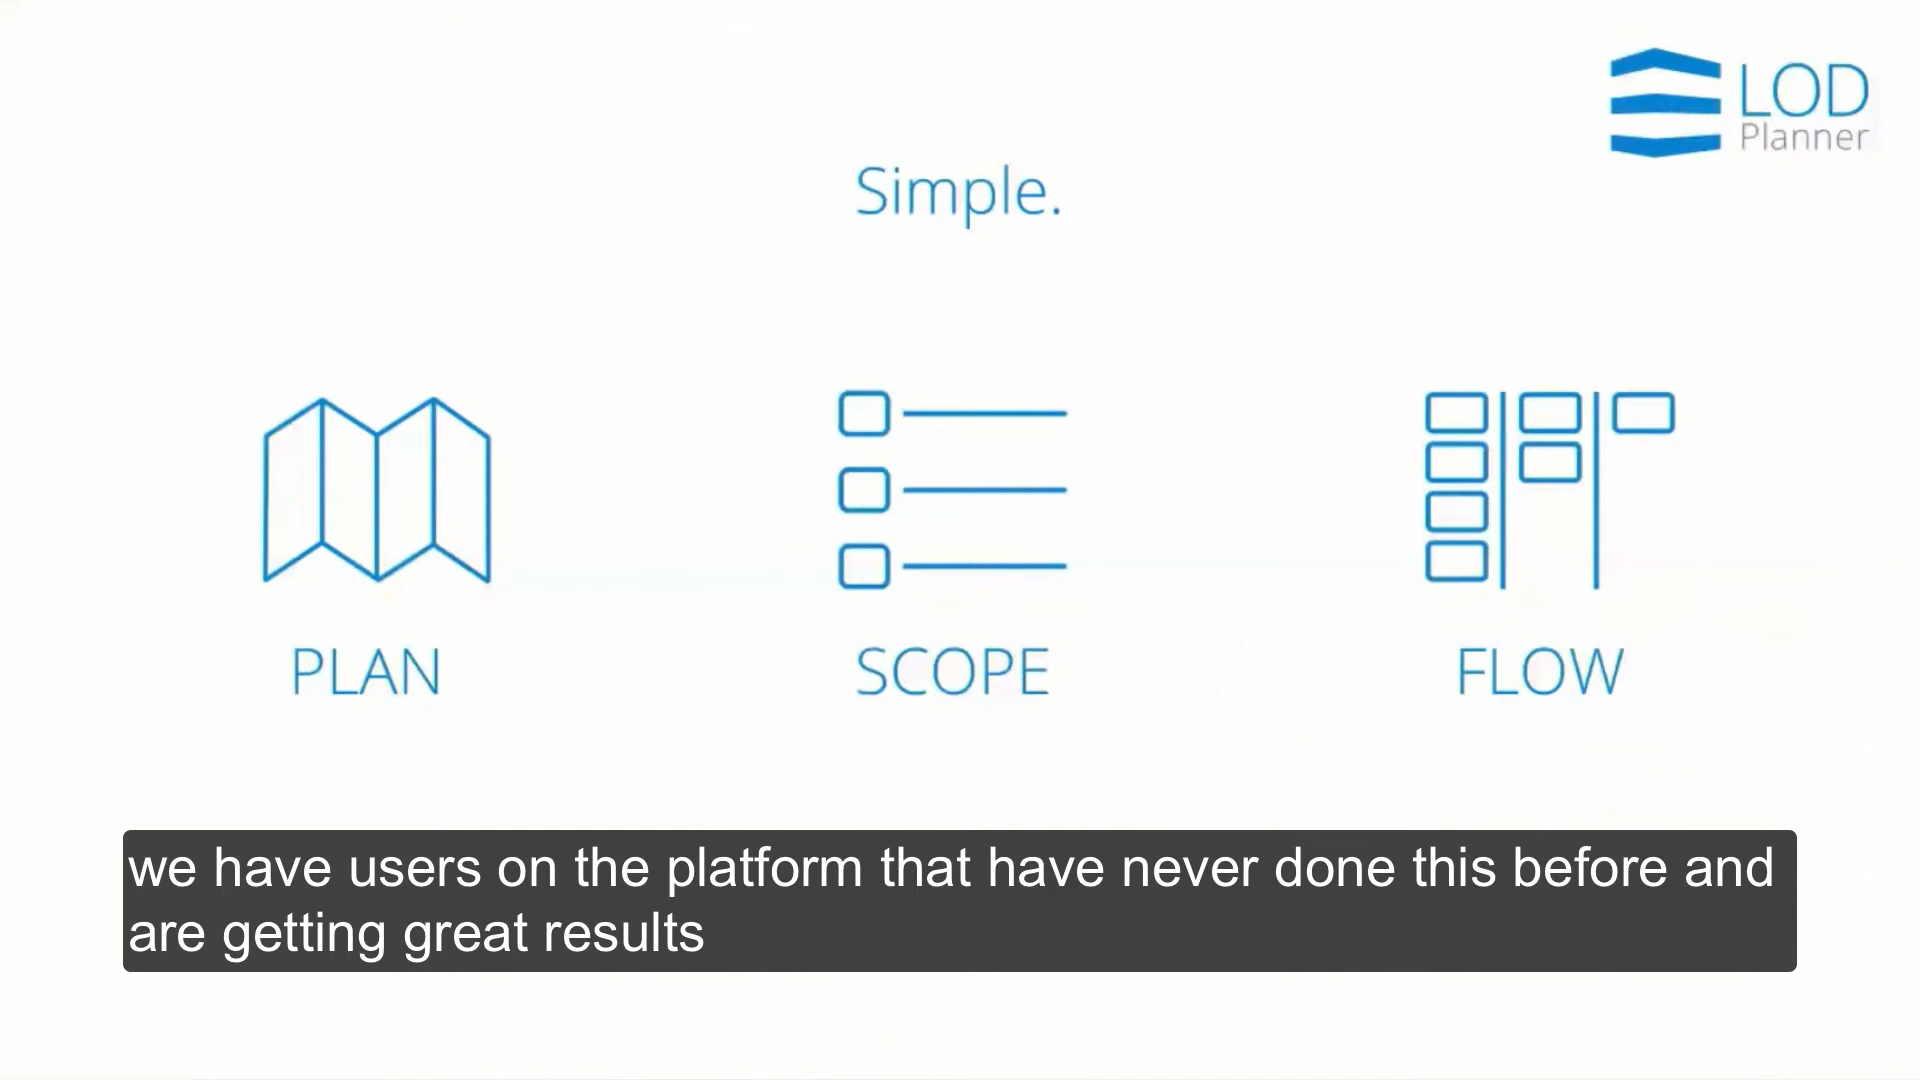 LOD
Planner
Simple.
PLAN
SCOPE
FLOW
we have users on the platform that have never done this before and
are getting great results